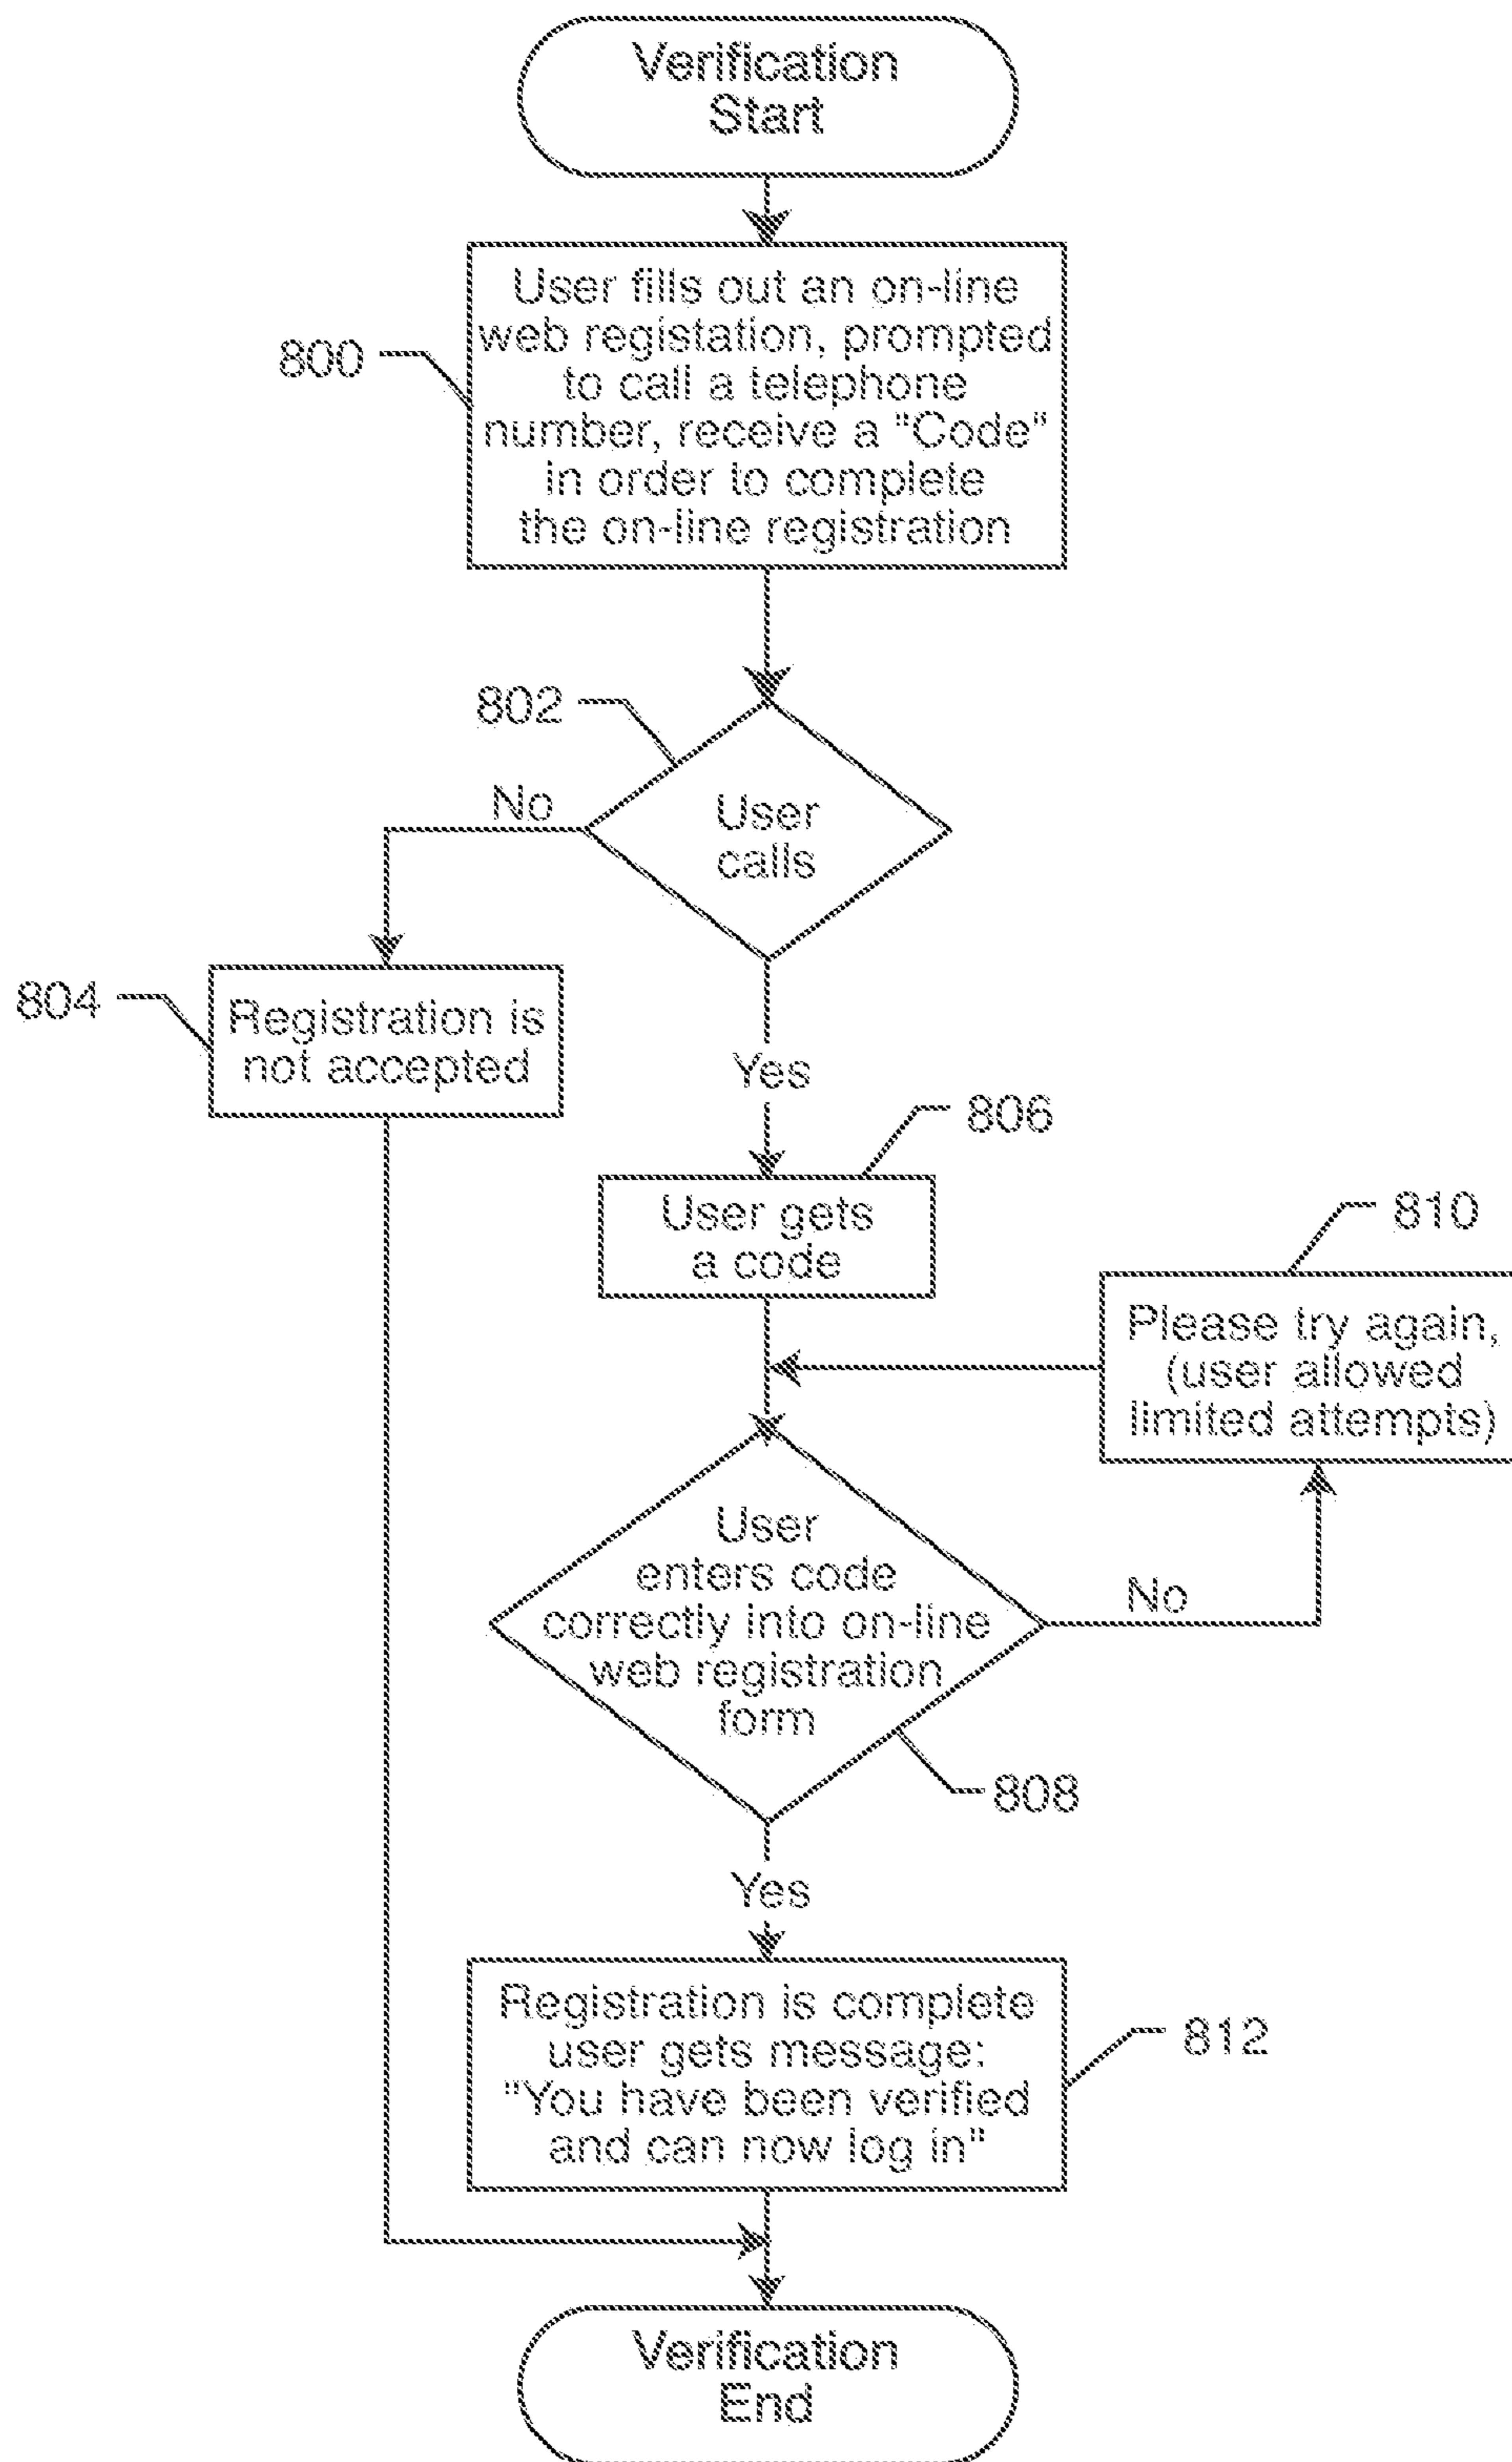 Verification
Start
800
User fills out an on-line
web registation, prompted
to call a telephone
number, receive a "Code"
in order to complete
the on-line registration
802
No
User
calls
804
Registration is
not accepted
Yes
806
User gets
a code
810
Please try again,
(user allowed
limited attempts)
User
enters code
correctly into on-line
web registration
form
No
808
Yes
Registration is complete
user gets message:
"You have been verified
and can now log in"
812
Verification
End